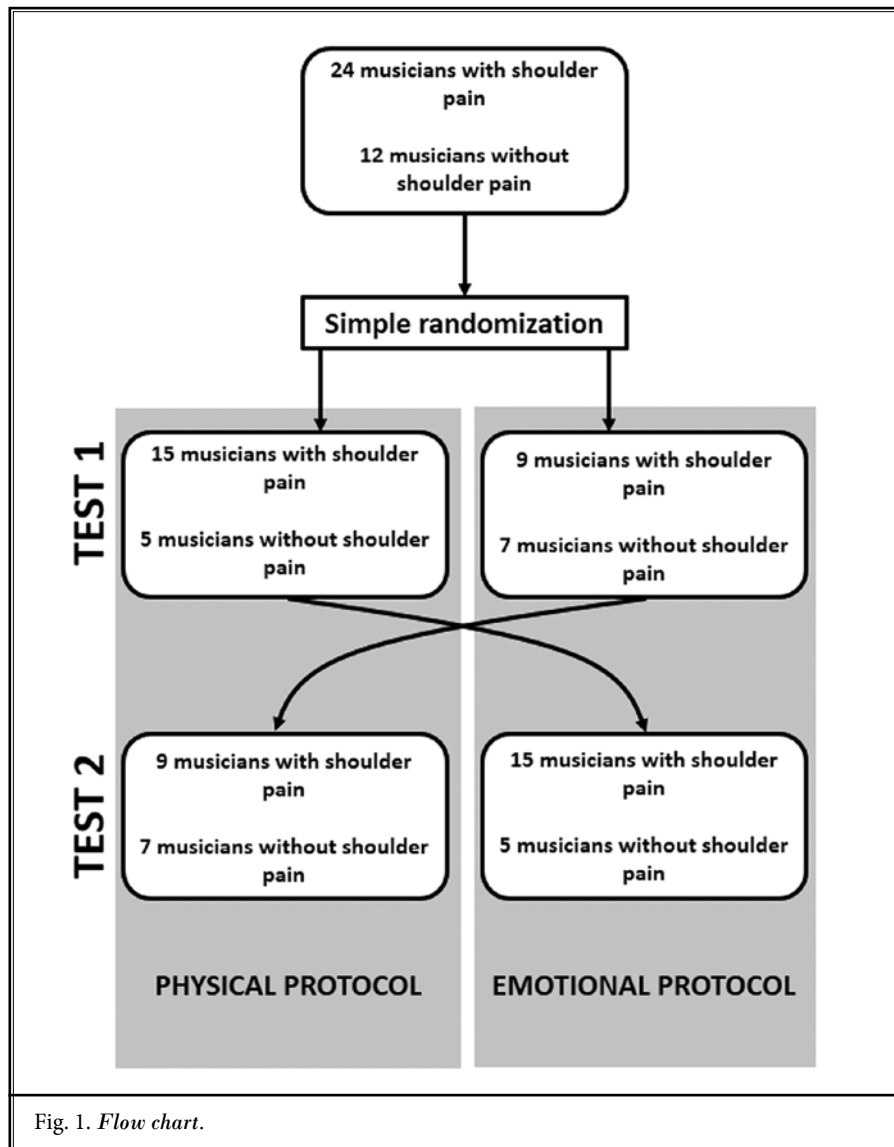 24 musicians with shoulder
pain
12 musicians without
shoulder pain
Simple randomization
TEST 1
15 musicians with shoulder
pain
5 musicians without shoulder
pain
9 musicians with shoulder
pain
7 musicians without shoulder
pain
TEST 2
9 musicians with shoulder
pain
7 musicians without shoulder
pain
15 musicians with shoulder
pain
5 musicians without shoulder
pain
PHYSICAL PROTOCOL
EMOTIONAL PROTOCOL
Fig. 1. Flow chart.